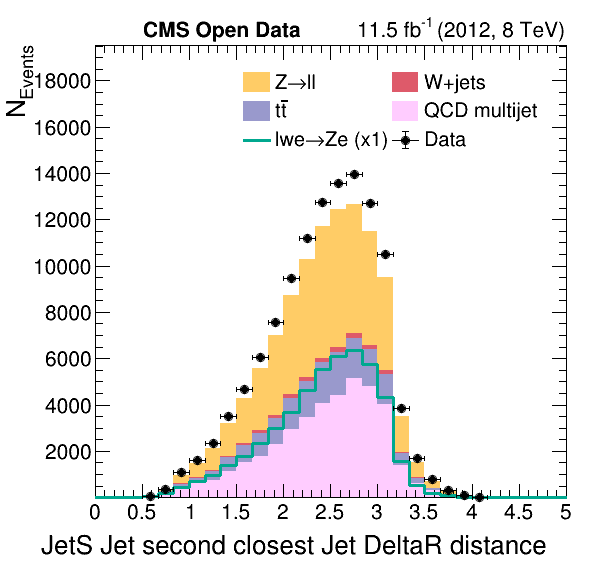 CMS Open Data 11.5 fb-1 (2012, 8 TeV)
NEvents
Z→ll W+jets
tt̄ QCD multijet
lwe→Ze (x1) Data
18000
16000
14000
12000
10000
8000
6000
4000
2000
0 0.5 1 1.5 2 2.5 3 3.5 4 4.5 5
JetS Jet second closest Jet DeltaR distance